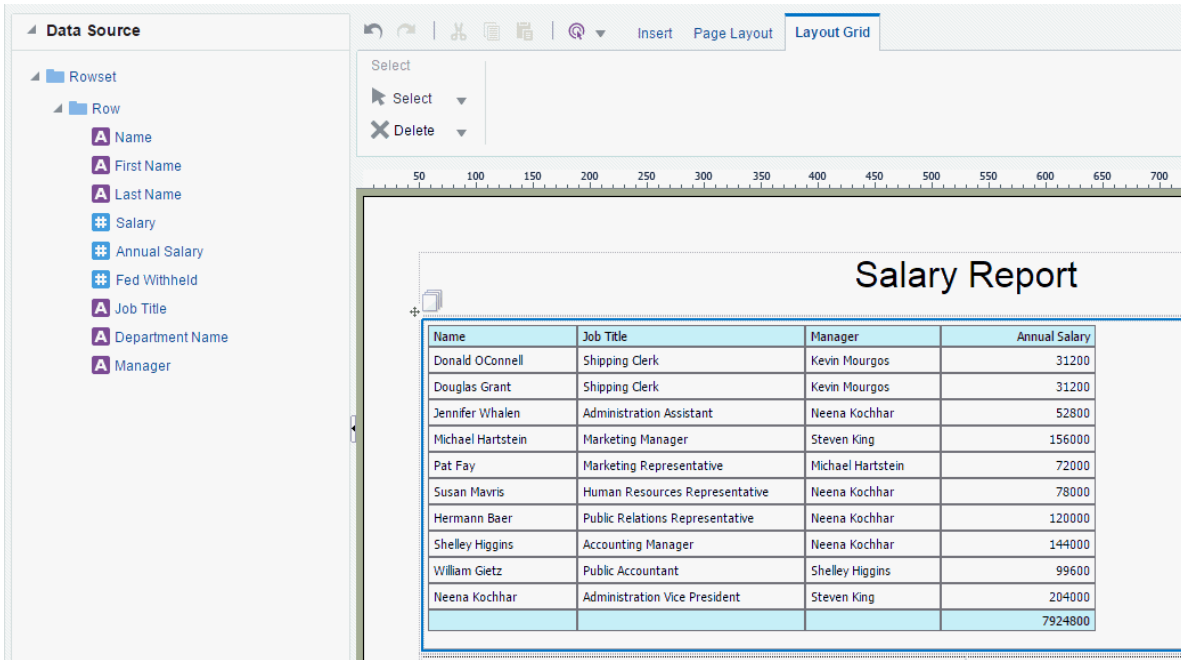 Data Source
Rowset
Row
A Name
A First Name
A Last Name
# Salary
# Annual Salary
# Fed Withheld
A Job Title
A Department Name
A Manager
Insert Page Layout Layout Grid
Select
Select
Delete
50 100 150 200 250 300 350 400 450 500 550 600 650 700
Salary Report
Name Job Title Manager Annual Salary
Donald OConnell Shipping Clerk Kevin Mourgos 31200
Douglas Grant Shipping Clerk Kevin Mourgos 31200
Jennifer Whalen Administration Assistant Neena Kochhar 52800
Michael Hartstein Marketing Manager Steven King 156000
Pat Fay Marketing Representative Michael Hartstein 72000
Susan Mavris Human Resources Representative Neena Kochhar 78000
Hermann Baer Public Relations Representative Neena Kochhar 120000
Shelley Higgins Accounting Manager Neena Kochhar 144000
William Gietz Public Accountant Shelley Higgins 99600
Neena Kochhar Administration Vice President Steven King 204000
7924800